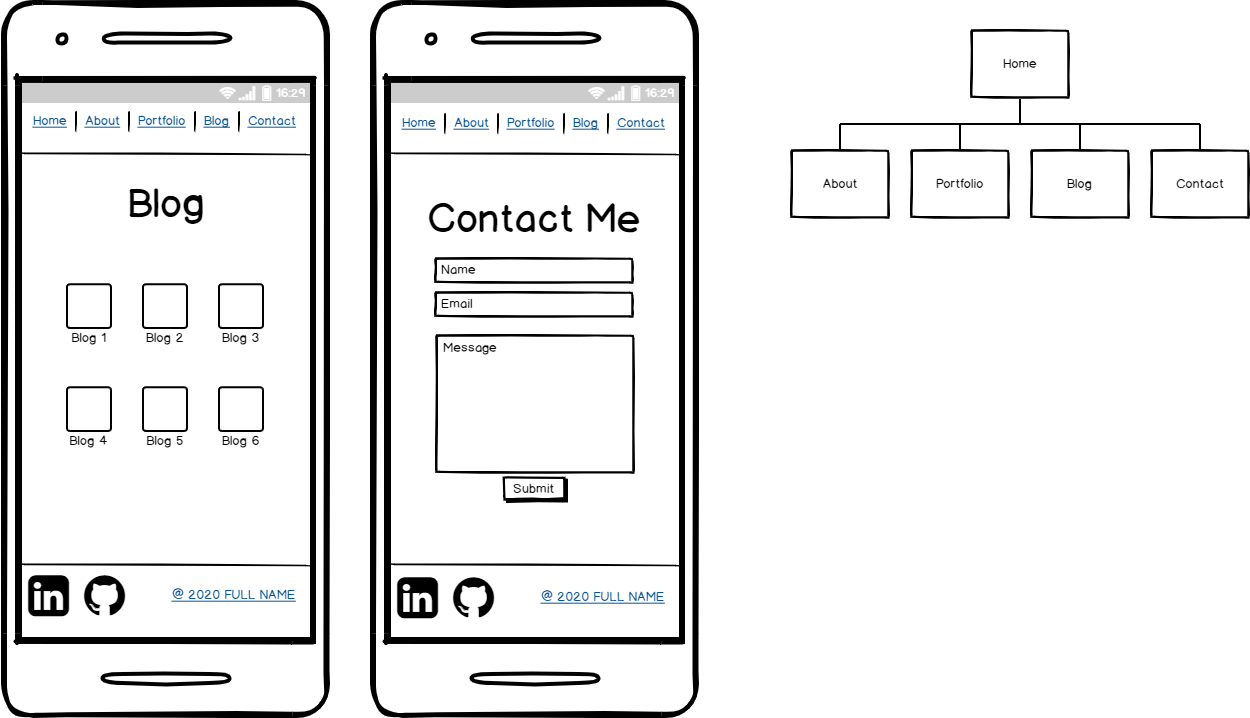 16:29
Home About Portfolio Blog Contact
Blog
Blog 1 Blog 2 Blog 3
Blog 4 Blog 5 Blog 6
in @ 2020 FULL NAME
16:29
Home About Portfolio Blog Contact
Contact Me
Name
Email
Message
Submit
in @ 2020 FULL NAME
Home
About Portfolio Blog Contact